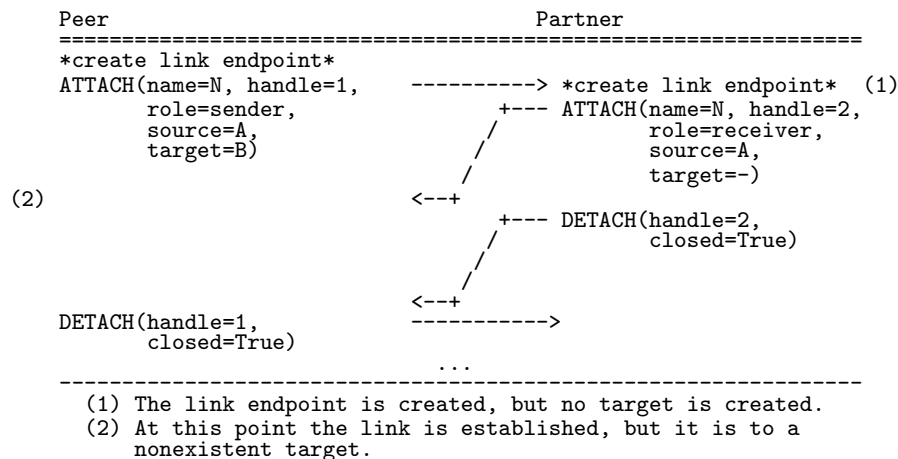 Peer                                                         Partner
================================================================
*create link endpoint*
ATTACH(name=N, handle=1,    ----------> *create link endpoint*  (1)
       role=sender,                +--- ATTACH(name=N, handle=2,
       source=A,                  /            role=receiver,
       target=B)                 /             source=A,
                                /              target=-)
(2)                         <--+
                                   +--- DETACH(handle=2,
                                  /            closed=True)
                                 /
                                /
                            <--+
DETACH(handle=1,            ----------->
       closed=True)
                              ...
----------------------------------------------------------------
(1) The link endpoint is created, but no target is created.
(2) At this point the link is established, but it is to a
nonexistent target.